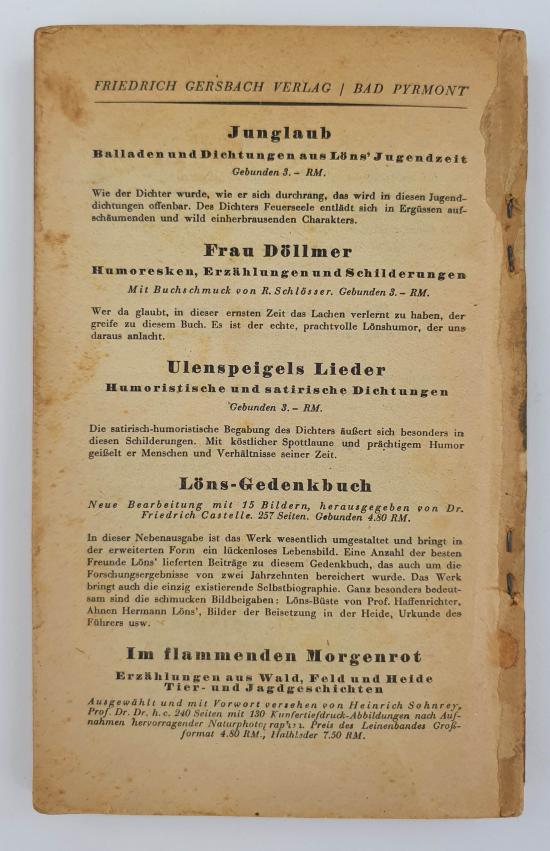 FRIEDRICH GERSBACH VERLAG / BAD PYRMONT
Junglaub
Balladen und Dichtungen aus Löns' Jugendzeit
Gebunden 3.– RM.
Wie der Dichter wurde, wie er sich durchrang, das wird in diesen Jugend-
dichtungen offenbar. Des Dichters Feuerseele entlädt sich in Ergüssen auf-
schäumenden und wild einherbrausenden Charakters.
Frau Döllmer
Humoresken, Erzählungen und Schilderungen
Mit Buchschmuck von R. Schlösser. Gebunden 3.– RM.
Wer da glaubt, in dieser ernsten Zeit das Lachen verlernt zu haben, der
greife zu diesem Buch. Es ist der echte, prachtvolle Lönshumor, der uns
daraus anlacht.
Ulenspeigels Lieder
Humoristische und satirische Dichtungen
Gebunden 3.– RM.
Die satirisch-humoristische Begabung des Dichters äußert sich besonders in
diesen Schilderungen. Mit köstlicher Spottlaune und prächtigem Humor
geißelt er Menschen und Verhältnisse seiner Zeit.
Löns-Gedenkbuch
Neue Bearbeitung mit 15 Bildern, herausgegeben von Dr.
Friedrich Castelle. 257 Seiten. Gebunden 4.80 RM.
In dieser Nebenausgabe ist das Werk wesentlich umgestaltet und bringt in
der erweiterten Form ein lückenloses Lebensbild. Eine Anzahl der besten
Freunde Löns' lieferten Beiträge zu diesem Gedenkbuch, das auch um die
Forschungsergebnisse von zwei Jahrzehnten bereichert wurde. Das Werk
bringt auch die einzig existierende Selbstbiographie. Ganz besonders bedeut-
sam sind die schmucken Bildbeigaben: Löns-Büste von Prof. Haffenrichter,
Ahnen Hermann Löns', Bilder der Beisetzung in der Heide, Urkunde des
Führers usw.
Im flammenden Morgenrot
Erzählungen aus Wald, Feld und Heide
Tier- und Jagdgeschichten
Ausgewählt und mit Vorwort versehen von Heinrich Sohnrey,
Prof. Dr. Dr. h. c. 240 Seiten mit 130 Kupfertiefdruck-Abbildungen nach Auf-
nahmen hervorragender Naturphotographen. Preis des Leinenbandes Groß-
format 4.80 RM., Halbleder 7.50 RM.